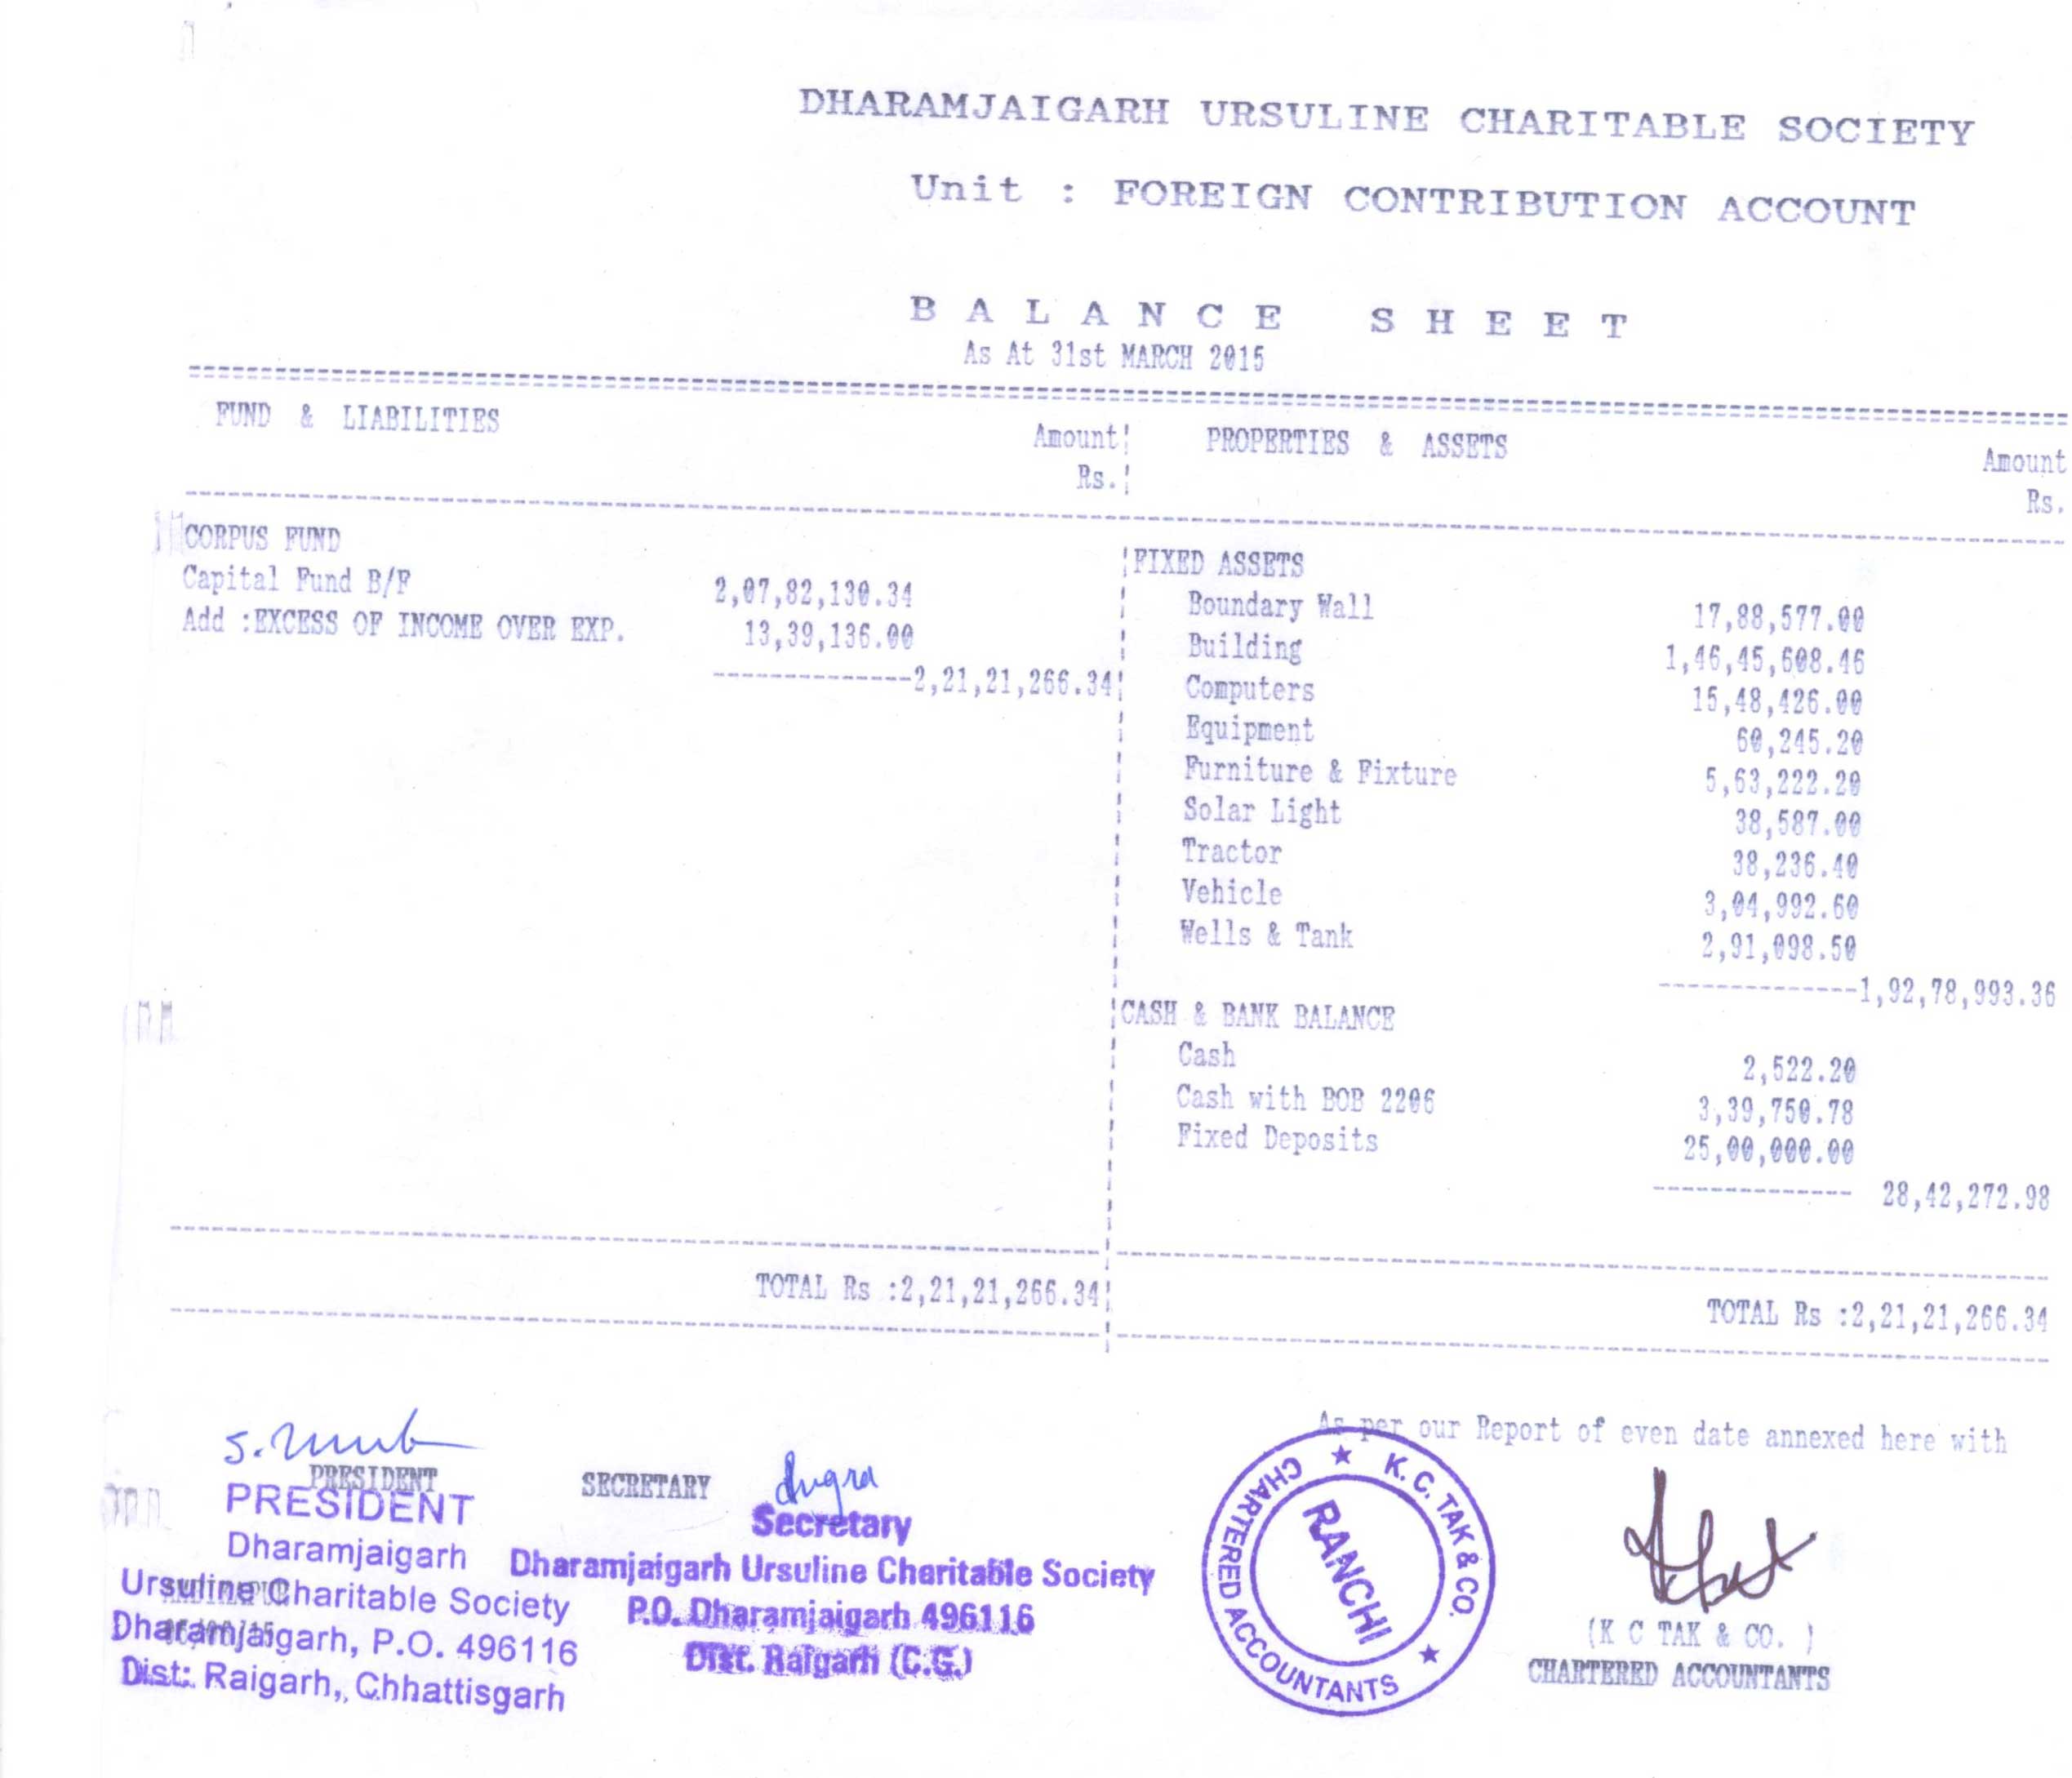 DHARAMJAIGARH URSULINE CHARITABLE SOCIETY
Unit : FOREIGN CONTRIBUTION ACCOUNT
BALANCE SHEET
As At 31st MARCH 2015
FUND & LIABILITIES Amount Rs.
CORPUS FUND
Capital Fund B/F 2,07,82,130.34
Add :EXCESS OF INCOME OVER EXP. 13,39,136.00
2,21,21,266.34
TOTAL Rs :2,21,21,266.34
PROPERTIES & ASSETS Amount Rs.
FIXED ASSETS
Boundary Wall 17,88,577.00
Building 1,46,45,608.46
Computers 15,48,426.00
Equipment 60,245.20
Furniture & Fixture 5,63,222.20
Solar Light 38,587.00
Tractor 38,236.40
Vehicle 3,04,992.60
Wells & Tank 2,91,098.50
1,92,78,993.36
CASH & BANK BALANCE
Cash 2,522.20
Cash with BOB 2206 3,39,750.78
Fixed Deposits 25,00,000.00
28,42,272.98
TOTAL Rs :2,21,21,266.34
As per our Report of even date annexed here with
PRESIDENT
PRESIDENT
Dharamjaigarh
Ursuline Charitable Society
Dharamjaigarh, P.O. 496116
Dist: Raigarh, Chhattisgarh
SECRETARY
Secretary
Dharamjaigarh Ursuline Charitable Society
P.O. Dharamjaigarh 496116
Dist. Raigarh (C.G.)
K. C. TAK & CO.
CHARTERED ACCOUNTANTS
RANCHI
(K C TAK & CO. )
CHARTERED ACCOUNTANTS